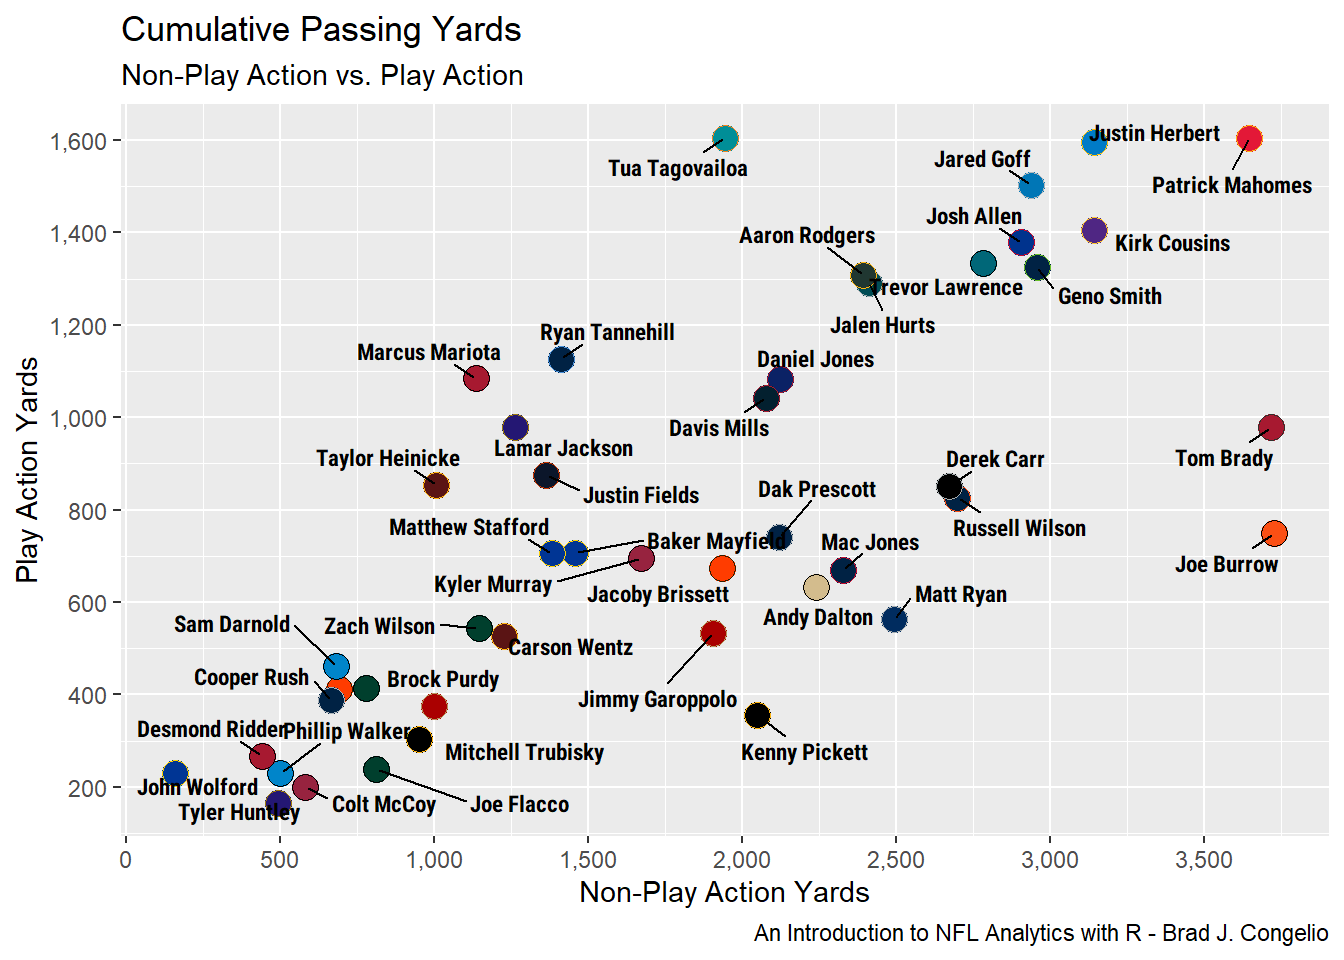 Cumulative Passing Yards
Non-Play Action vs. Play Action
Play Action Yards
1,600
1,400
1,200
1,000
800
600
400
200
Justin Herbert
Tua Tagovailoa
Jared Goff
Patrick Mahomes
Josh Allen
Aaron Rodgers
Kirk Cousins
Trevor Lawrence
Geno Smith
Jalen Hurts
Ryan Tannehill
Marcus Mariota
Daniel Jones
Davis Mills
Lamar Jackson
Taylor Heinicke
Tom Brady
Derek Carr
Justin Fields
Dak Prescott
Matthew Stafford
Russell Wilson
Baker Mayfield
Mac Jones
Joe Burrow
Kyler Murray
Jacoby Brissett
Matt Ryan
Andy Dalton
Sam Darnold
Zach Wilson
Carson Wentz
Cooper Rush
Brock Purdy
Jimmy Garoppolo
Desmond Ridder
Phillip Walker
Mitchell Trubisky
Kenny Pickett
John Wolford
Tyler Huntley
Colt McCoy
Joe Flacco
0
500
1,000
1,500
2,000
2,500
3,000
3,500
Non-Play Action Yards
An Introduction to NFL Analytics with R - Brad J. Congelio